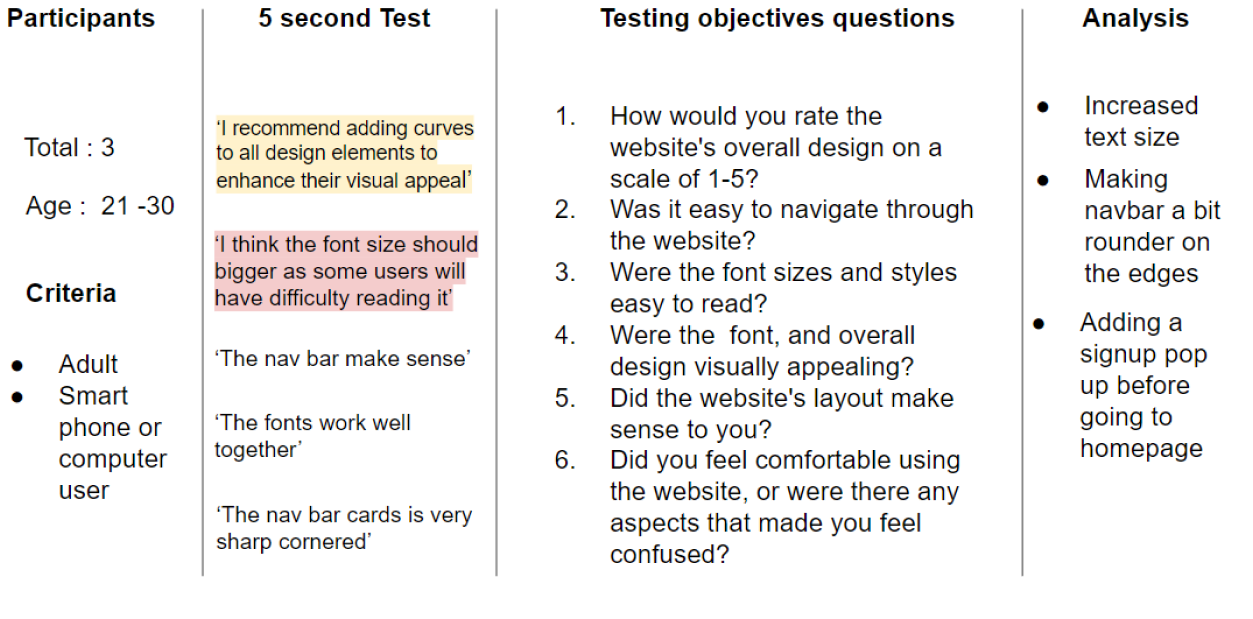 Participants
Total : 3
Age : 21 -30
Criteria
● Adult
● Smart
phone or
computer
user
5 second Test
‘I recommend adding curves
to all design elements to
enhance their visual appeal’
‘I think the font size should
bigger as some users will
have difficulty reading it’
‘The nav bar make sense’
‘The fonts work well
together’
‘The nav bar cards is very
sharp cornered’
Testing objectives questions
1. How would you rate the
website's overall design on a
scale of 1-5?
2. Was it easy to navigate through
the website?
3. Were the font sizes and styles
easy to read?
4. Were the  font, and overall
design visually appealing?
5. Did the website's layout make
sense to you?
6. Did you feel comfortable using
the website, or were there any
aspects that made you feel
confused?
Analysis
● Increased
text size
● Making
navbar a bit
rounder on
the edges
● Adding a
signup pop
up before
going to
homepage